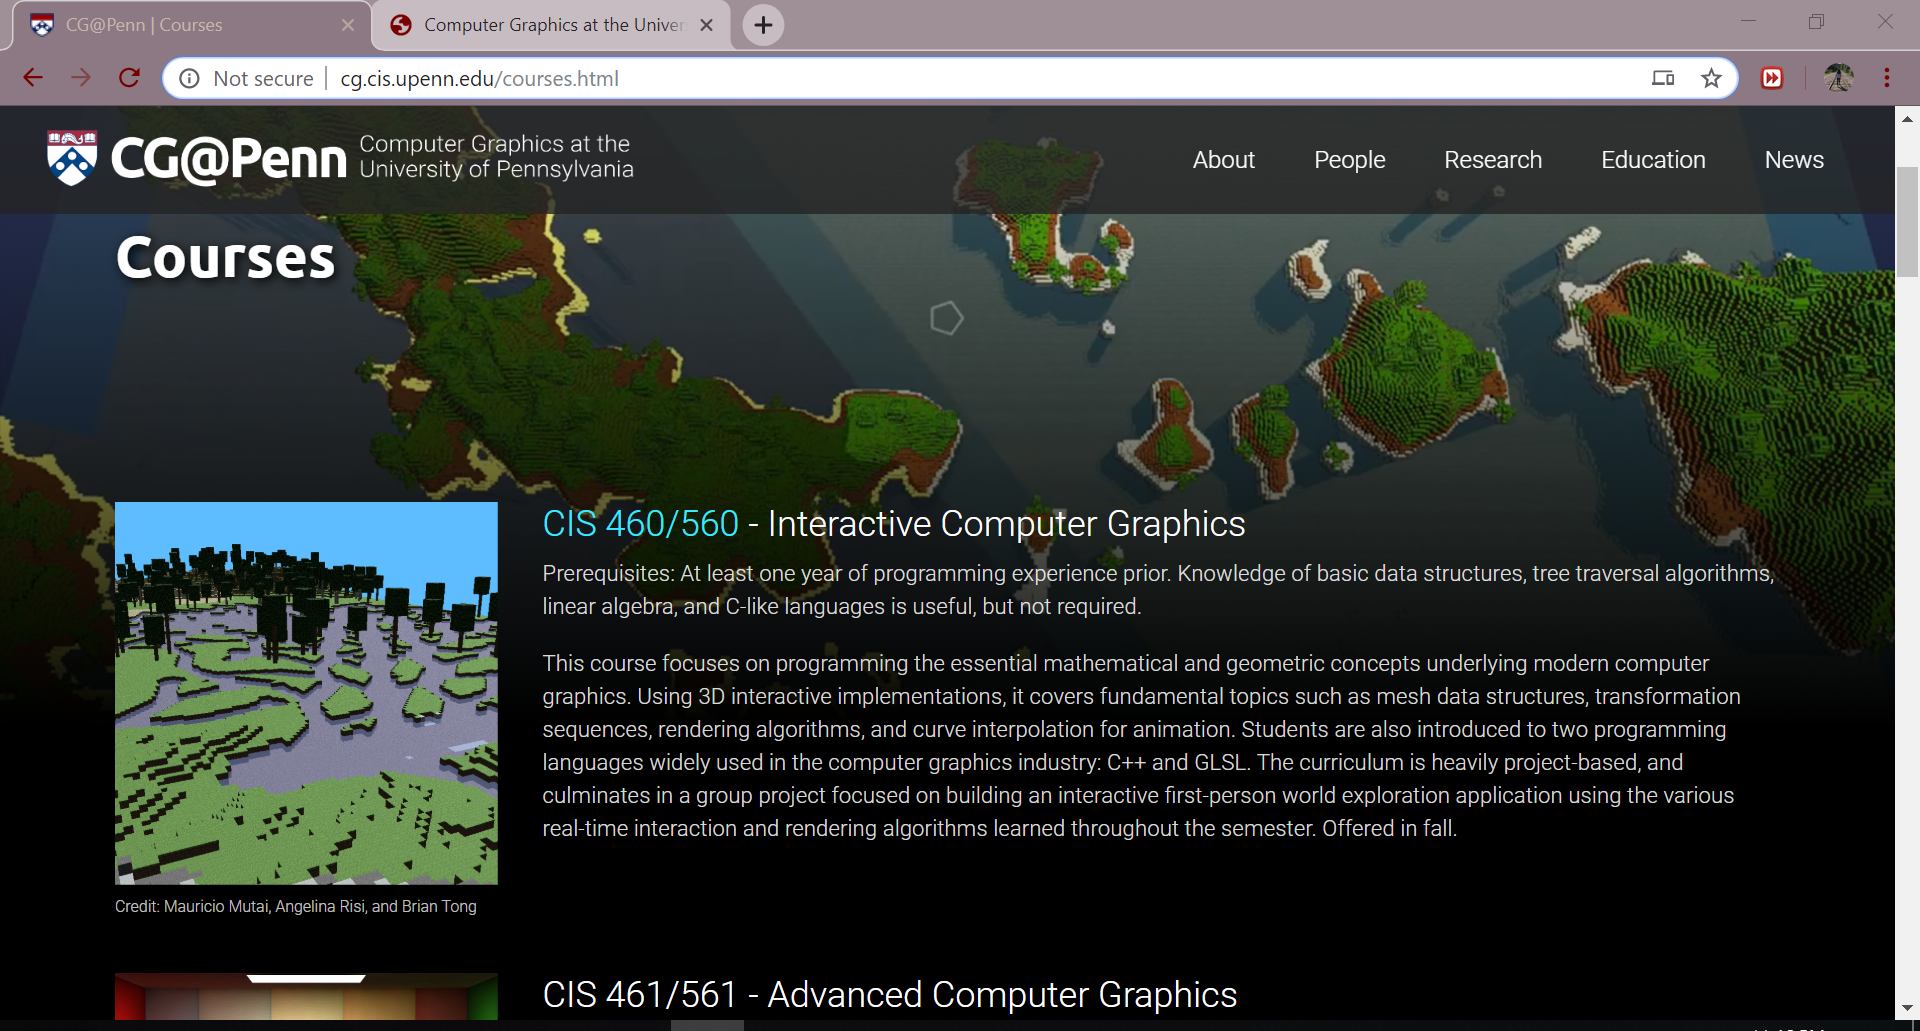 CG@Penn | Courses
Computer Graphics at the Univer
Not secure
cg.cis.upenn.edu/courses.html
CG@Penn
Computer Graphics at the
University of Pennsylvania
About
People
Research
Education
News
Courses
CIS 460/560 - Interactive Computer Graphics
Prerequisites: At least one year of programming experience prior. Knowledge of basic data structures, tree traversal algorithms,
linear algebra, and C-like languages is useful, but not required.
This course focuses on programming the essential mathematical and geometric concepts underlying modern computer
graphics. Using 3D interactive implementations, it covers fundamental topics such as mesh data structures, transformation
sequences, rendering algorithms, and curve interpolation for animation. Students are also introduced to two programming
languages widely used in the computer graphics industry: C++ and GLSL. The curriculum is heavily project-based, and
culminates in a group project focused on building an interactive first-person world exploration application using the various
real-time interaction and rendering algorithms learned throughout the semester. Offered in fall.
Credit: Mauricio Mutai, Angelina Risi, and Brian Tong
CIS 461/561 - Advanced Computer Graphics